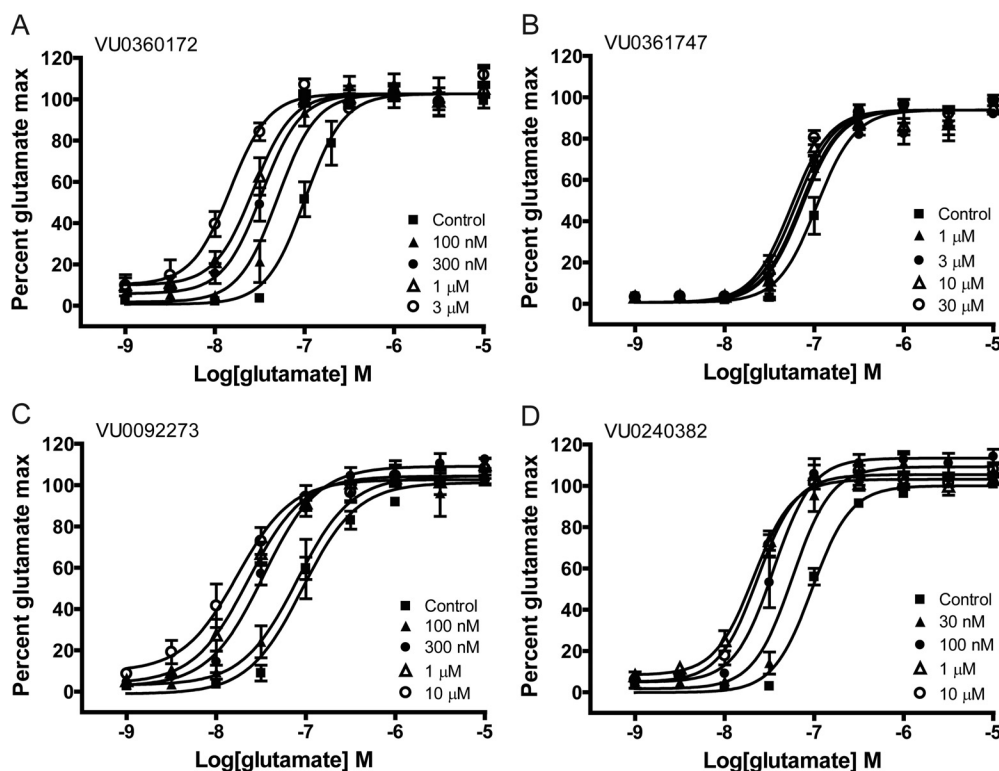 A
VU0360172
120
100
80
60
40
20
0
Percent glutamate max
Control
100 nM
300 nM
1 μM
3 μM
-9 -8 -7 -6 -5
Log[glutamate] M
B
VU0361747
120
100
80
60
40
20
0
Percent glutamate max
Control
1 μM
3 μM
10 μM
30 μM
-9 -8 -7 -6 -5
Log[glutamate] M
C
VU0092273
120
100
80
60
40
20
0
Percent glutamate max
Control
100 nM
300 nM
1 μM
10 μM
-9 -8 -7 -6 -5
Log[glutamate] M
D
VU0240382
120
100
80
60
40
20
0
Percent glutamate max
Control
30 nM
100 nM
1 μM
10 μM
-9 -8 -7 -6 -5
Log[glutamate] M